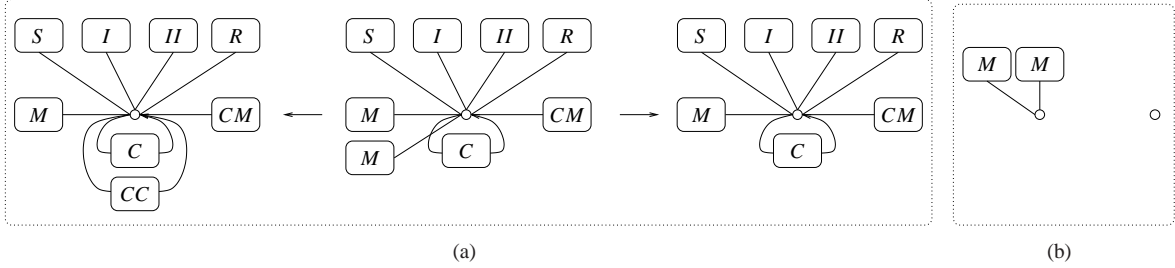 S I II R S I II R S I II R
M M
M CM M CM M CM
M C C C
CC
(a) (b)